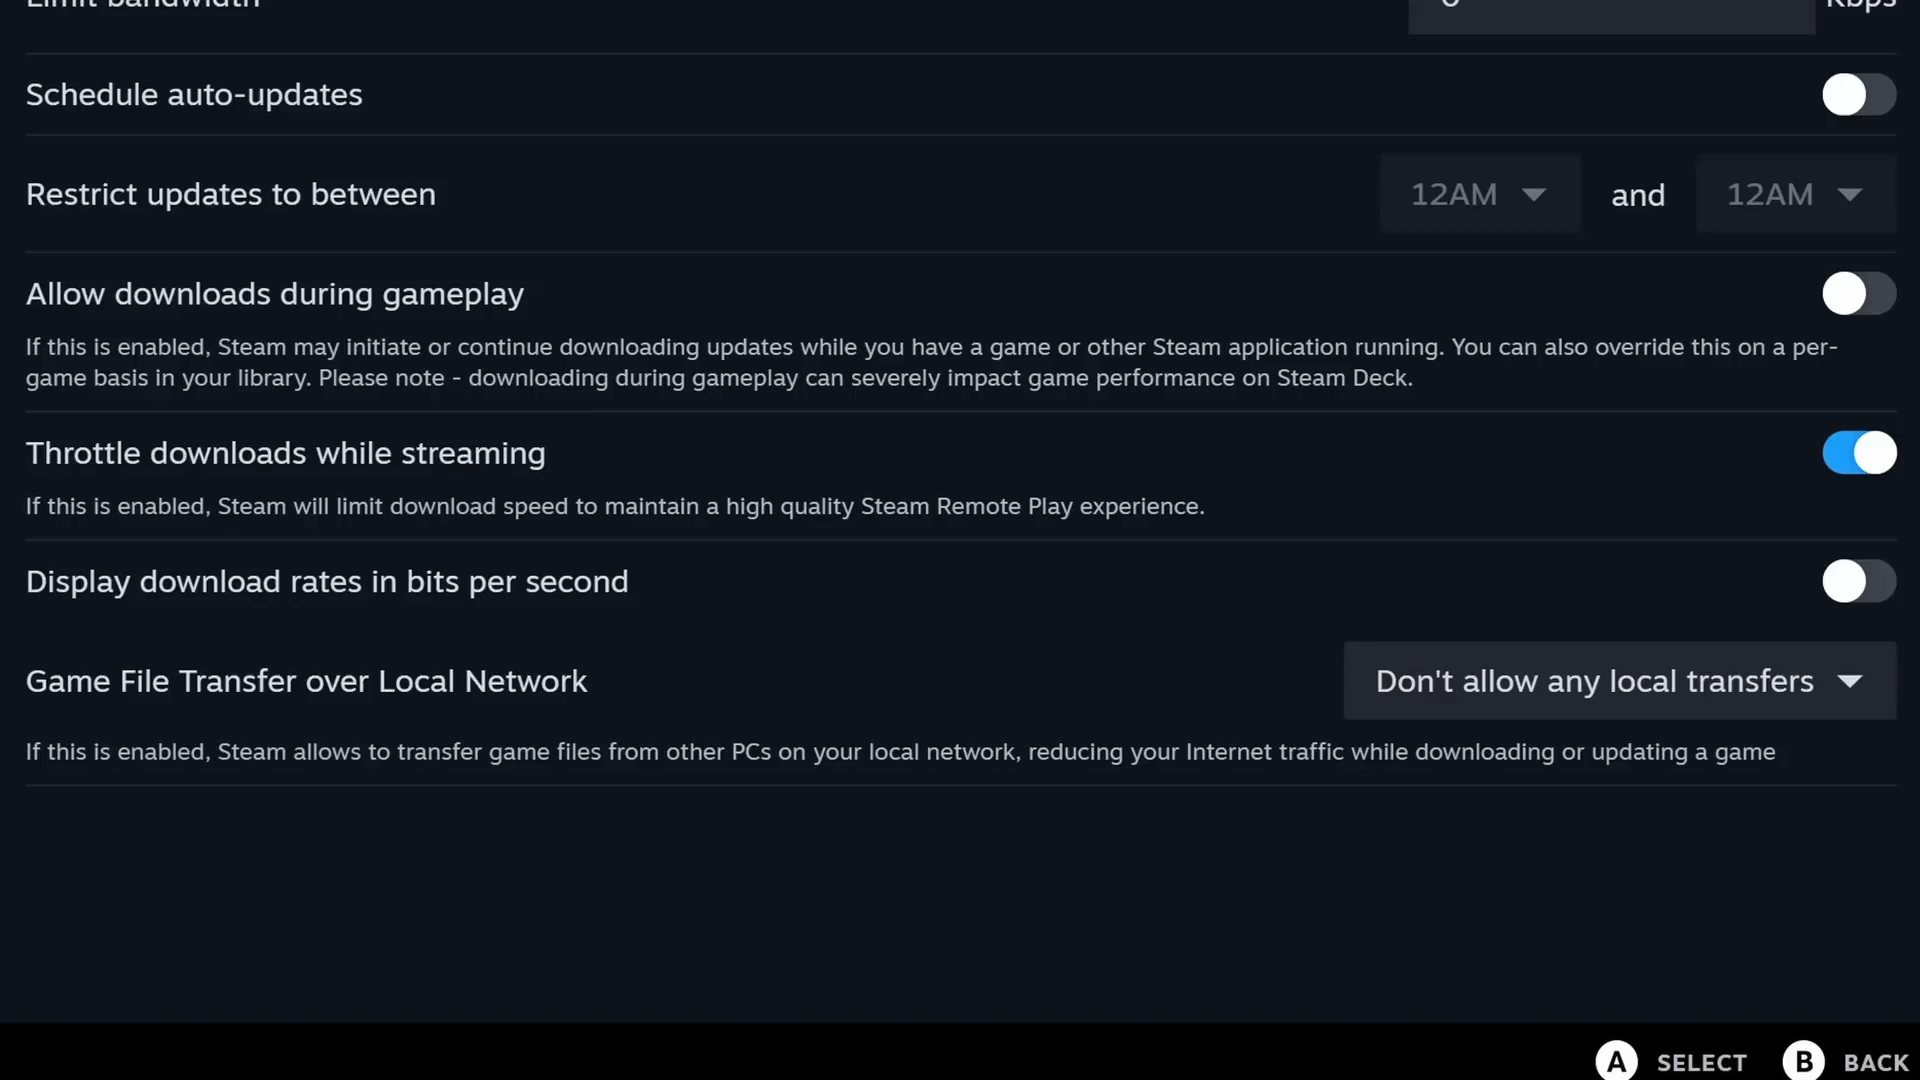 Limit bandwidth 0 Kbps
Schedule auto-updates
Restrict updates to between 12AM and 12AM
Allow downloads during gameplay
If this is enabled, Steam may initiate or continue downloading updates while you have a game or other Steam application running. You can also override this on a per-
game basis in your library. Please note - downloading during gameplay can severely impact game performance on Steam Deck.
Throttle downloads while streaming
If this is enabled, Steam will limit download speed to maintain a high quality Steam Remote Play experience.
Display download rates in bits per second
Game File Transfer over Local Network Don't allow any local transfers
If this is enabled, Steam allows to transfer game files from other PCs on your local network, reducing your Internet traffic while downloading or updating a game
A SELECT B BACK